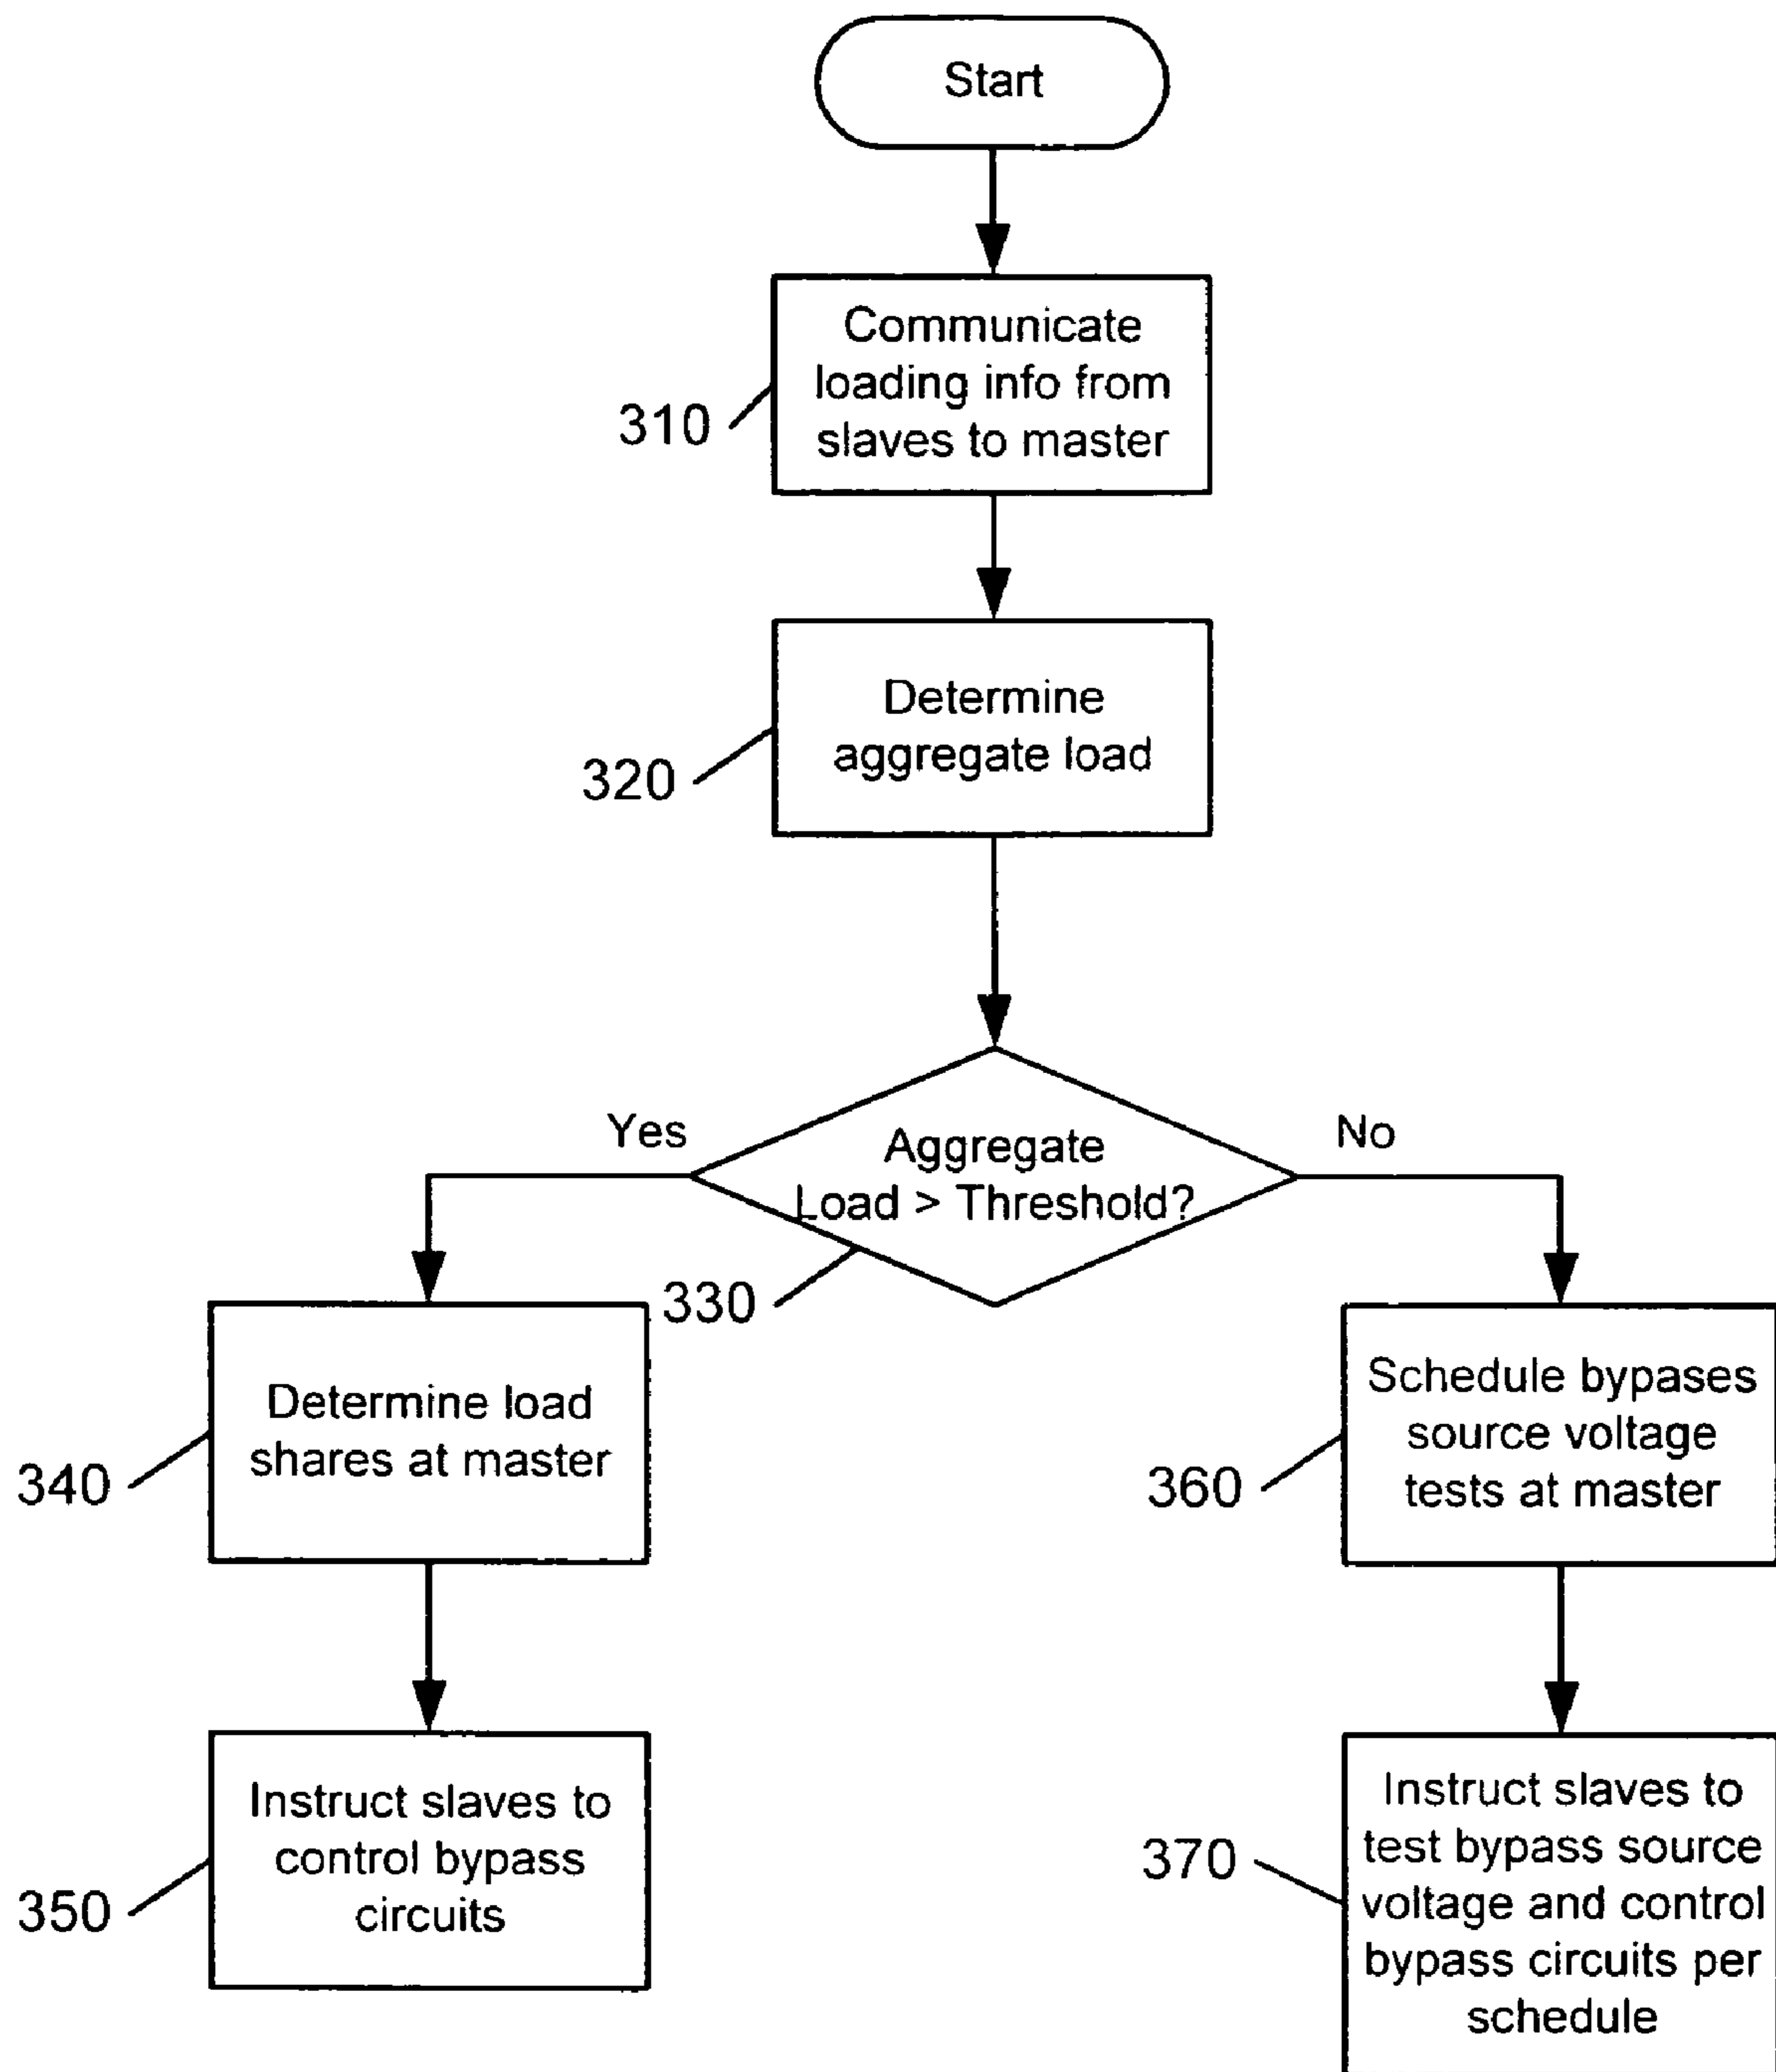 Start
Communicate
loading info from
slaves to master
310
Determine
aggregate load
320
Yes
No
Aggregate
Load > Threshold?
330
Determine load
shares at master
340
Schedule bypases
source voltage
tests at master
360
Instruct slaves to
control bypass
circuits
350
Instruct slaves to
test bypass source
voltage and control
bypass circuits per
schedule
370